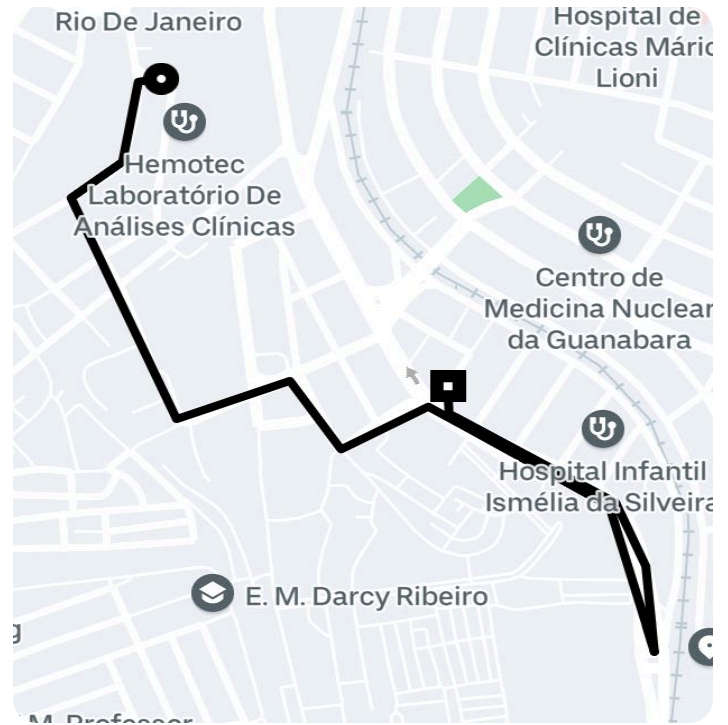 Rio De Janeiro
Hospital de
Clínicas Mário
Lioni
Hemotec
Laboratório De
Análises Clínicas
Centro de
Medicina Nuclear
da Guanabara
Hospital Infantil
Ismélia da Silveira
E. M. Darcy Ribeiro
g
M. Professor